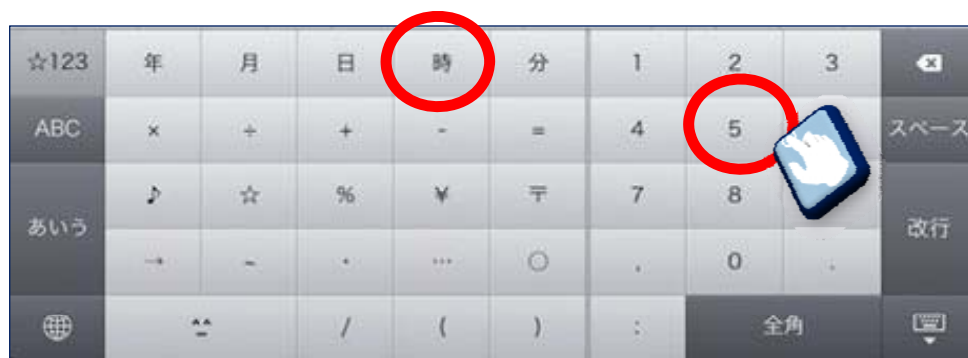 ☆123 年 月 日 時 分 1 2 3
ABC × ÷ + - = 4 5 スペース
あいう ♪ ☆ % ¥ 〒 7 8 改行
→ ~ ・ … ○ , 0 .
^_^ / ( ) : 全角